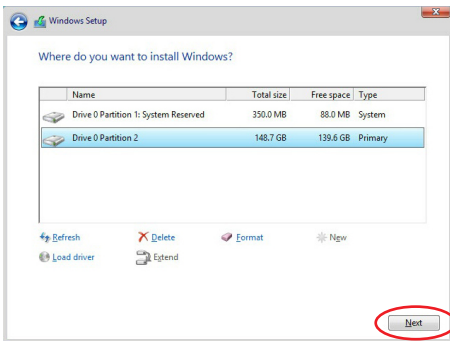 Windows Setup
Where do you want to install Windows?
Name Total size Free space Type
Drive 0 Partition 1: System Reserved 350.0 MB 88.0 MB System
Drive 0 Partition 2 148.7 GB 139.6 GB Primary
Refresh Delete Format New
Load driver Extend
Next